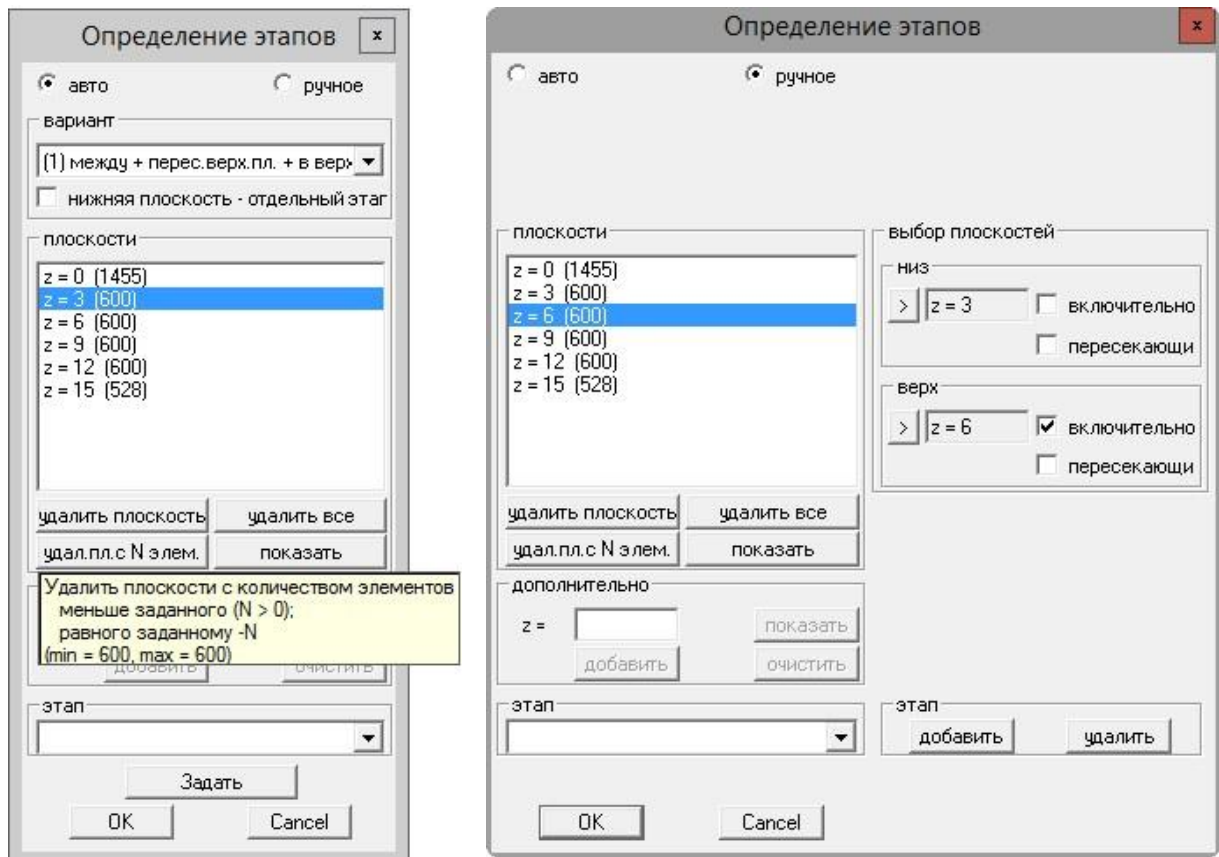 Определение этапов
x
авто
ручное
вариант
(1) между + перес.верх.пл. + в верх
нижняя плоскость - отдельный этап
плоскости
z = 0 (1455)
z = 3 (600)
z = 6 (600)
z = 9 (600)
z = 12 (600)
z = 15 (528)
удалить плоскость
удалить все
удал.пл.с N элем.
показать
Удалить плоскости с количеством элементов
меньше заданного (N > 0);
равного заданному -N
(min = 600, max = 600)
добавить
очистить
этап
Задать
OK
Cancel
Определение этапов
x
авто
ручное
плоскости
z = 0 (1455)
z = 3 (600)
z = 6 (600)
z = 9 (600)
z = 12 (600)
z = 15 (528)
удалить плоскость
удалить все
удал.пл.с N элем.
показать
дополнительно
z =
показать
добавить
очистить
этап
OK
Cancel
выбор плоскостей
низ
>
z = 3
включительно
пересекающи
верх
>
z = 6
включительно
пересекающи
этап
добавить
удалить